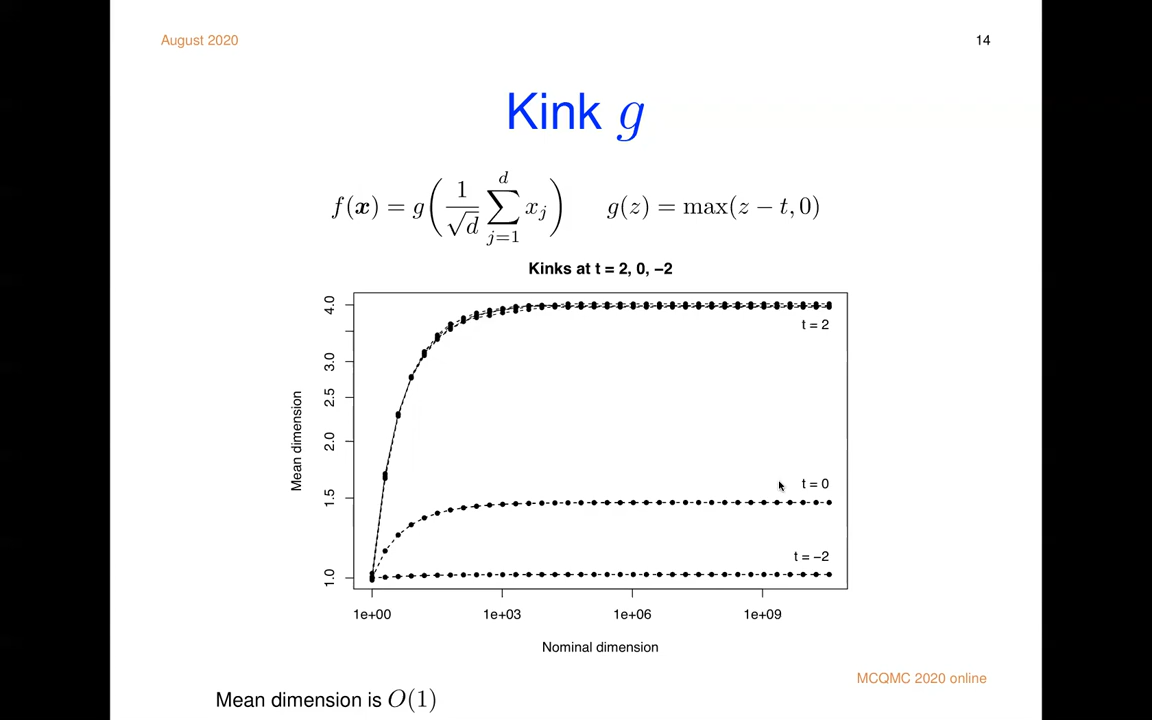 August 2020
14
Kink g
f(x) = g(1/√d ∑_{j=1}^{d} x_j)   g(z) = max(z − t, 0)
Kinks at t = 2, 0, −2
4.0
t = 2
3.0
2.5
2.0
1.5
t = 0
1.0
t = −2
Mean dimension
1e+00 1e+03 1e+06 1e+09
Nominal dimension
MCQMC 2020 online
Mean dimension is O(1)